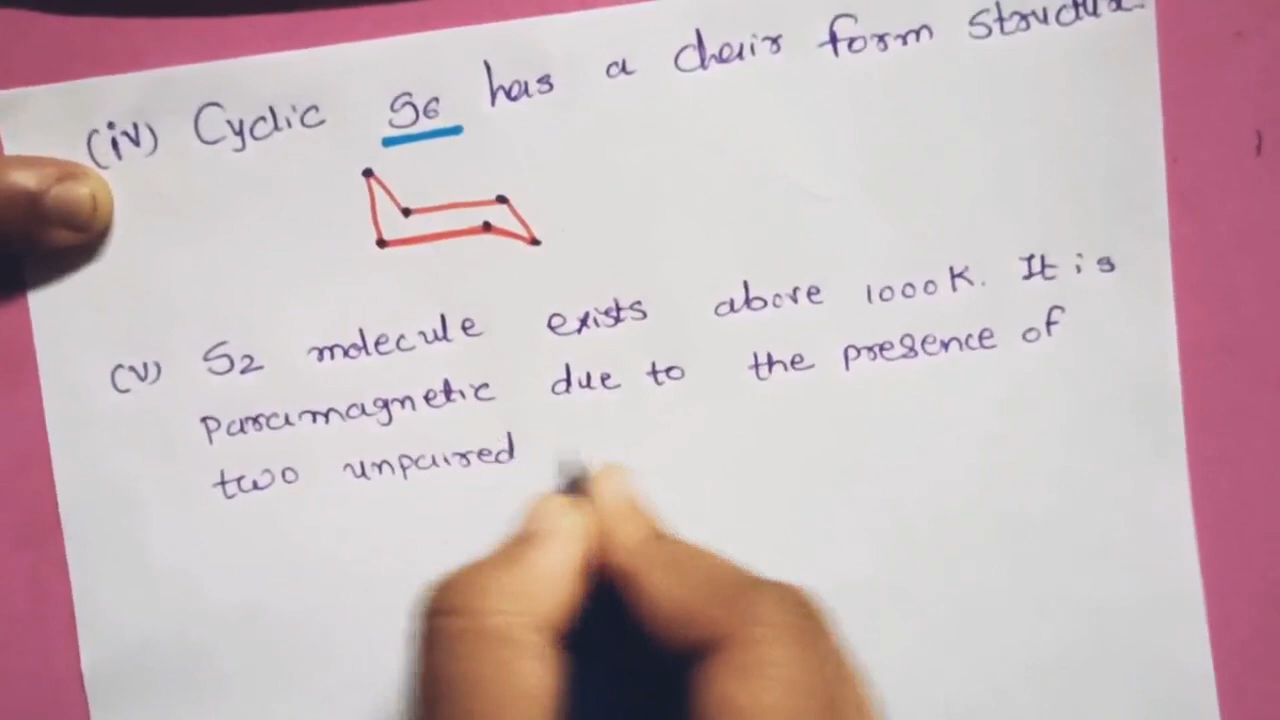 (iv) Cyclic S6 has a chair form structu
(v) S2 molecule exists above 1000K. It is
paramagnetic due to the presence of
two unpaired